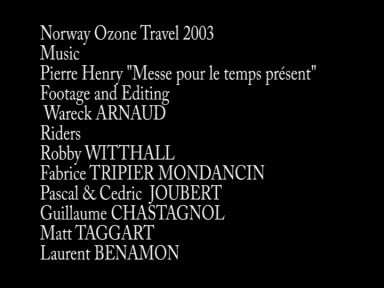 Norway Ozone Travel 2003
Music
Pierre Henry "Messe pour le temps présent"
Footage and Editing
Wareck ARNAUD
Riders
Robby WITTHALL
Fabrice TRIPIER MONDANCIN
Pascal & Cedric JOUBERT
Guillaume CHASTAGNOL
Matt TAGGART
Laurent BENAMON